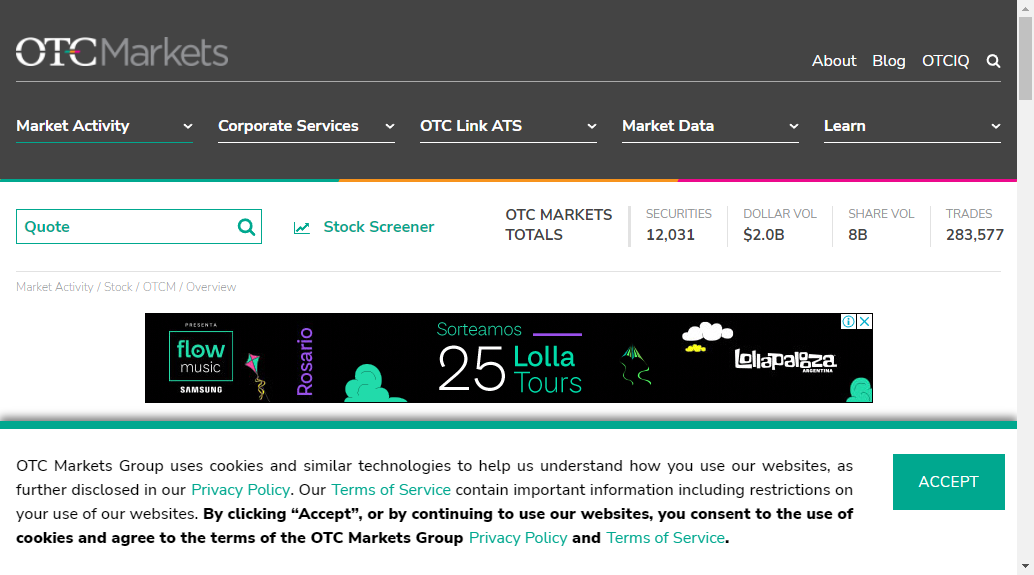 OTC Markets
About Blog OTCIQ
Market Activity Corporate Services OTC Link ATS Market Data Learn
Quote
Stock Screener
OTC MARKETS
TOTALS
SECURITIES
12,031
DOLLAR VOL
$2.0B
SHARE VOL
8B
TRADES
283,577
Market Activity / Stock / OTCM / Overview
PRESENTA
flow
music
SAMSUNG
Rosario
Sorteamos
25 Lolla
Tours
Lollapalooza
ARGENTINA
OTC Markets Group uses cookies and similar technologies to help us understand how you use our websites, as
further disclosed in our Privacy Policy. Our Terms of Service contain important information including restrictions on
your use of our websites. By clicking “Accept”, or by continuing to use our websites, you consent to the use of
cookies and agree to the terms of the OTC Markets Group Privacy Policy and Terms of Service.
ACCEPT